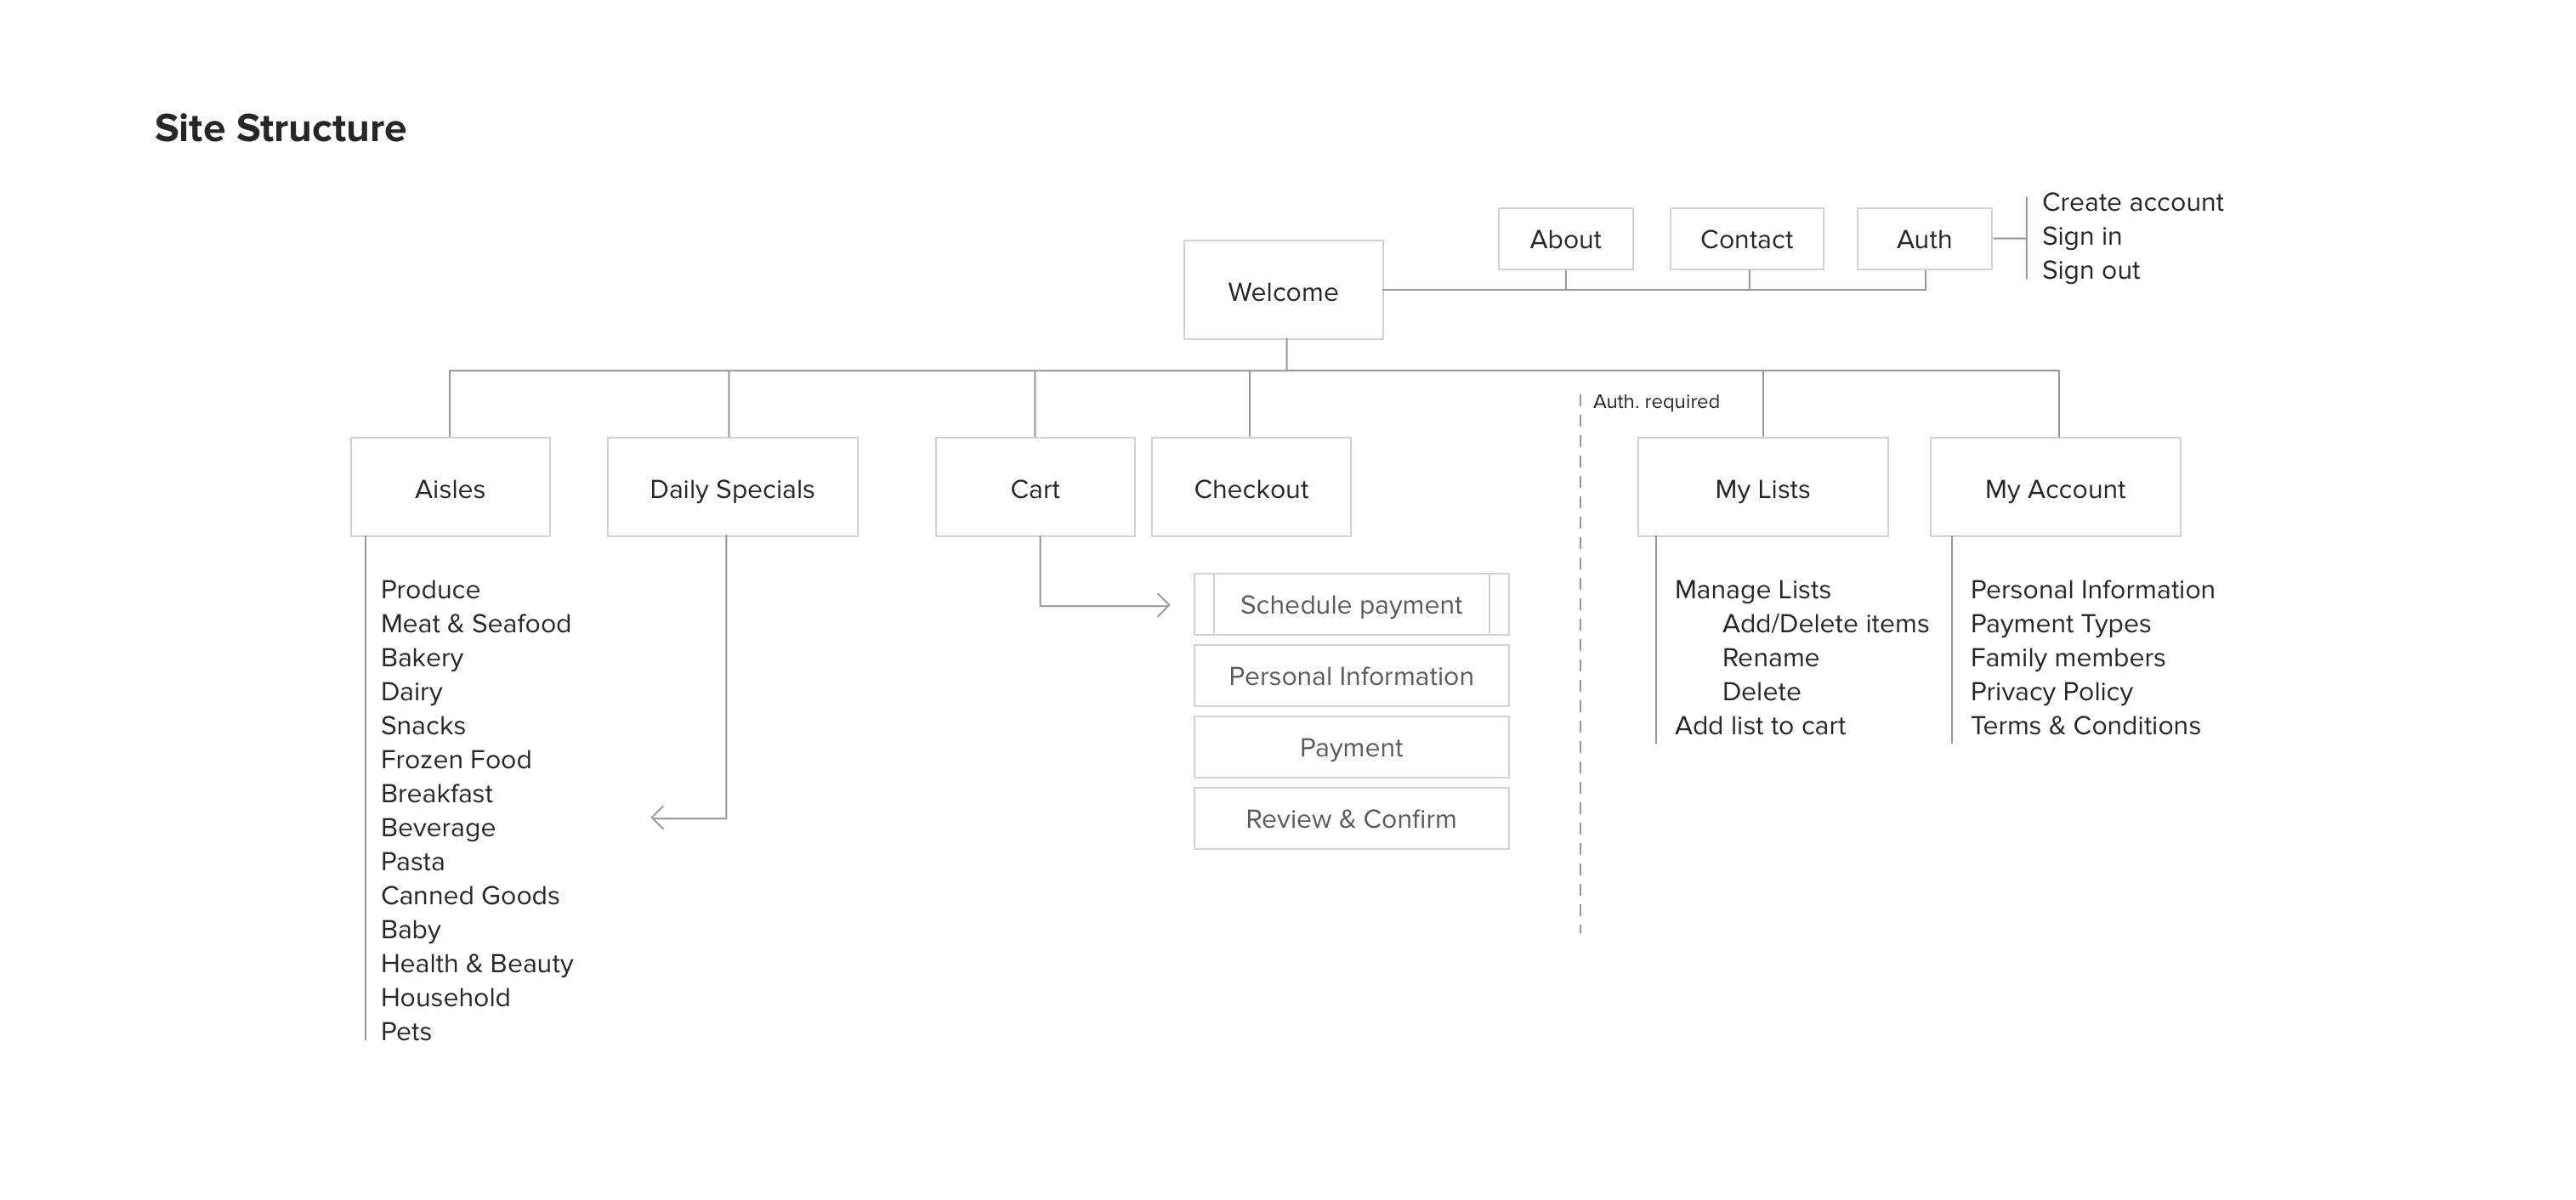 Site Structure
About
Contact
Auth
Create account
Sign in
Sign out
Welcome
Auth. required
Aisles
Daily Specials
Cart
Checkout
My Lists
My Account
Produce
Meat & Seafood
Bakery
Dairy
Snacks
Frozen Food
Breakfast
Beverage
Pasta
Canned Goods
Baby
Health & Beauty
Household
Pets
Schedule payment
Personal Information
Payment
Review & Confirm
Manage Lists
Add/Delete items
Rename
Delete
Add list to cart
Personal Information
Payment Types
Family members
Privacy Policy
Terms & Conditions